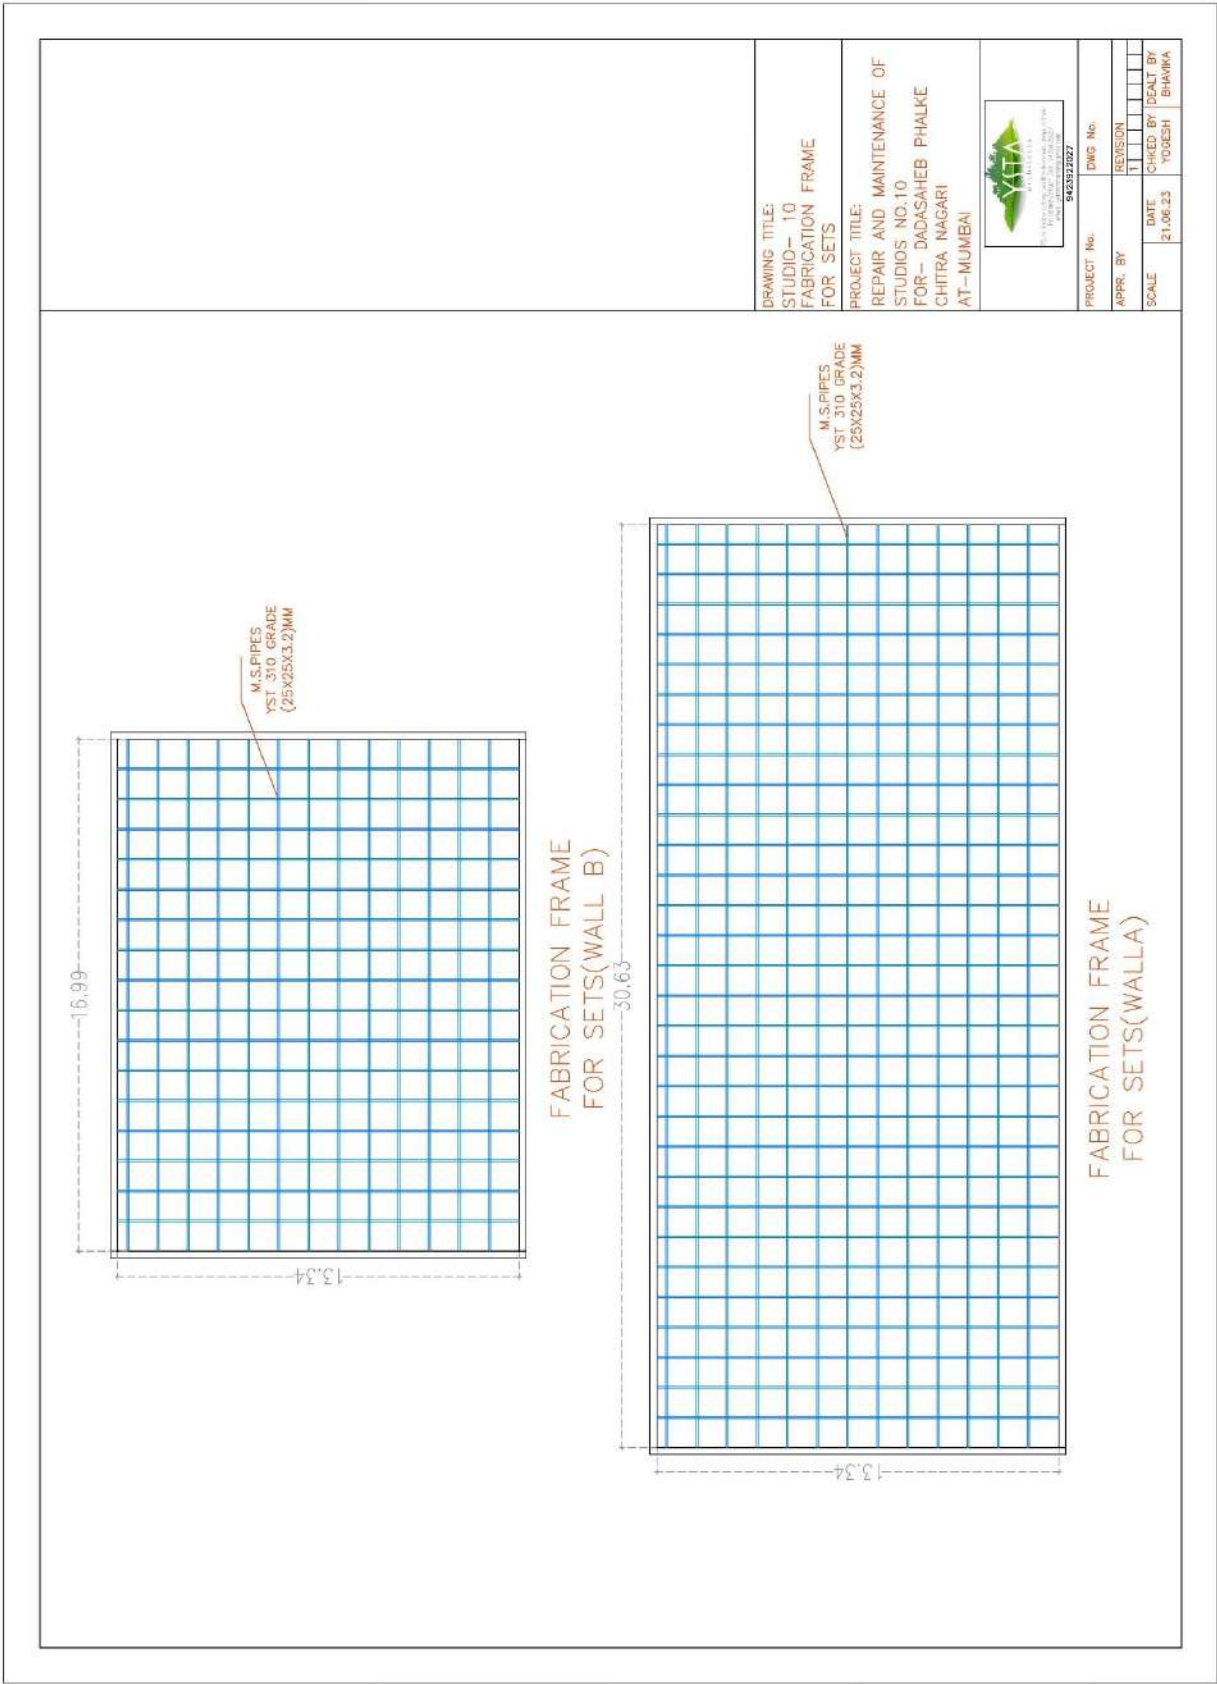 16.99
13.34
M.S.PIPES
YST 310 GRADE
(25X25X3.2)MM
FABRICATION FRAME
FOR SETS(WALL B)
30.63
13.34
M.S.PIPES
YST 310 GRADE
(25X25X3.2)MM
FABRICATION FRAME
FOR SETS(WALLA)
DRAWING TITLE:
STUDIO- 10
FABRICATION FRAME
FOR SETS
PROJECT TITLE:
REPAIR AND MAINTENANCE OF
STUDIOS NO.10
FOR- DADASAHEB PHALKE
CHITRA NAGARI
AT-MUMBAI
architects
9423922027
PROJECT No. DWG No.
APPR. BY REVISION
1
SCALE DATE CHKED BY DEALT BY
21.06.23 YOGESH BHAVIKA